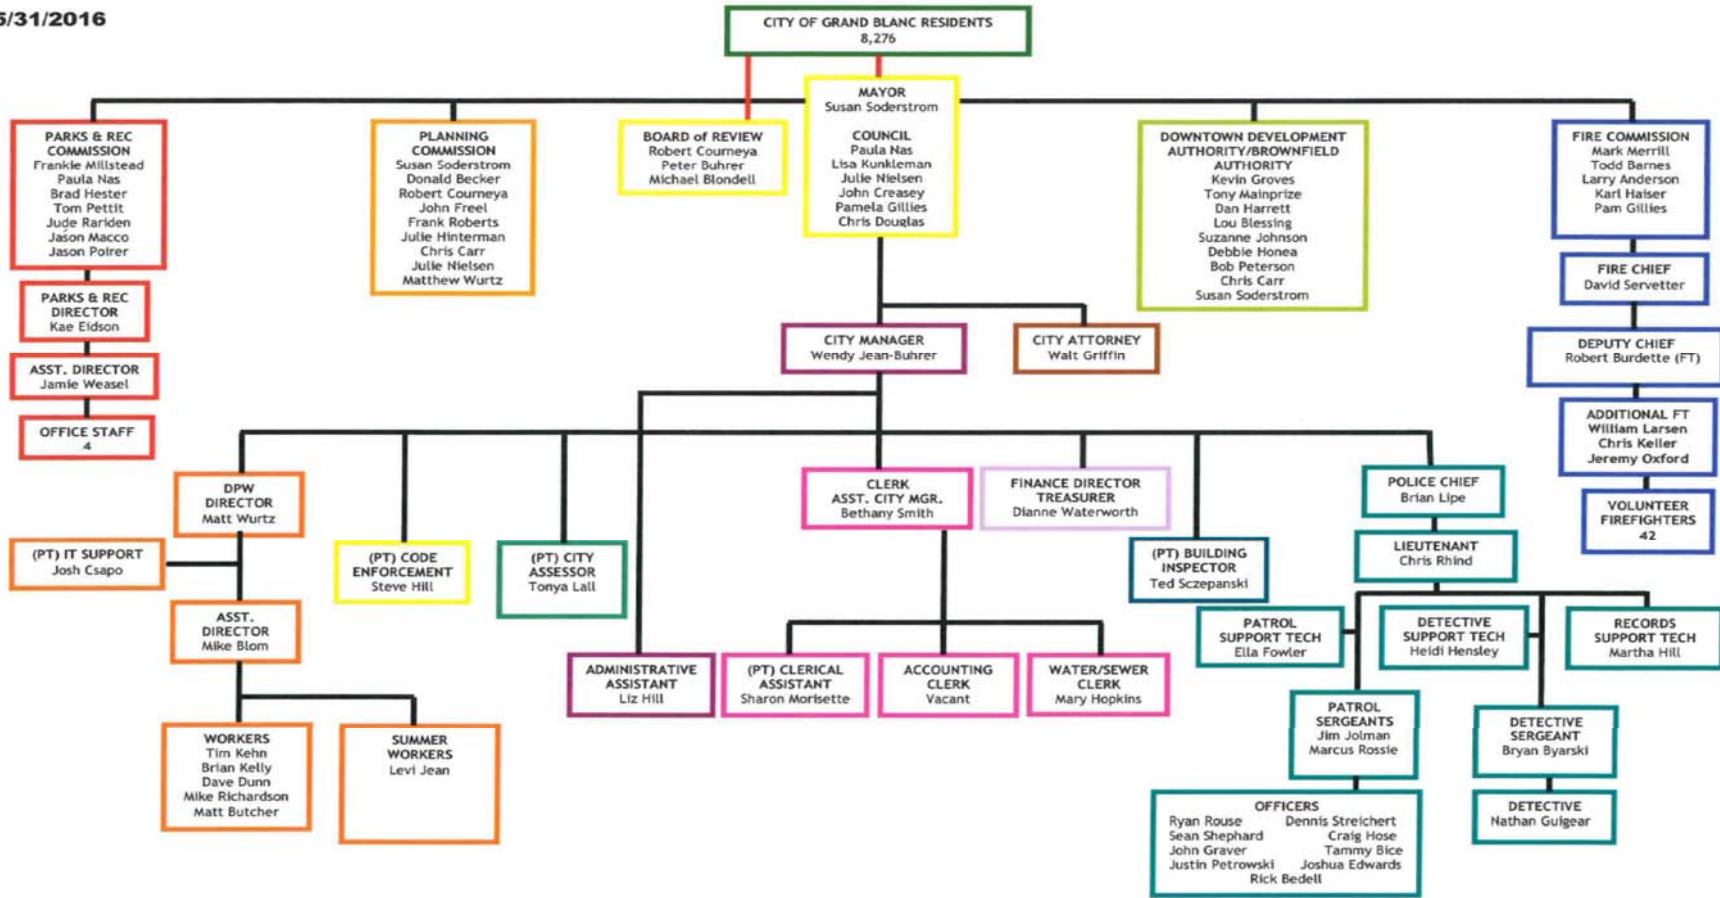 5/31/2016
CITY OF GRAND BLANC RESIDENTS
8,276
MAYOR
Susan Soderstrom
COUNCIL
Paula Nas
Lisa Kunkleman
Julie Nielsen
John Creasey
Pamela Gillies
Chris Douglas
PARKS & REC
COMMISSION
Frankie Millstead
Paula Nas
Brad Hester
Tom Pettit
Jude Rariden
Jason Macco
Jason Poirer
PLANNING
COMMISSION
Susan Soderstrom
Donald Becker
Robert Courneya
John Freel
Frank Roberts
Julie Hinterman
Chris Carr
Julie Nielsen
Matthew Wurtz
BOARD of REVIEW
Robert Courneya
Peter Buhrer
Michael Blondell
DOWNTOWN DEVELOPMENT
AUTHORITY/BROWNFIELD
AUTHORITY
Kevin Groves
Tony Mainprize
Dan Harrett
Lou Blessing
Suzanne Johnson
Debbie Honea
Bob Peterson
Chris Carr
Susan Soderstrom
FIRE COMMISSION
Mark Merrill
Todd Barnes
Larry Anderson
Karl Haiser
Pam Gillies
PARKS & REC
DIRECTOR
Kae Eidson
ASST. DIRECTOR
Jamie Weasel
OFFICE STAFF
4
FIRE CHIEF
David Servetter
DEPUTY CHIEF
Robert Burdette (FT)
ADDITIONAL FT
William Larsen
Chris Keller
Jeremy Oxford
VOLUNTEER
FIREFIGHTERS
42
CITY MANAGER
Wendy Jean-Buhrer
CITY ATTORNEY
Walt Griffin
DPW
DIRECTOR
Matt Wurtz
(PT) IT SUPPORT
Josh Csapo
ASST.
DIRECTOR
Mike Blom
WORKERS
Tim Kehn
Brian Kelly
Dave Dunn
Mike Richardson
Matt Butcher
SUMMER
WORKERS
Levi Jean
(PT) CODE
ENFORCEMENT
Steve Hill
(PT) CITY
ASSESSOR
Tonya Lall
ADMINISTRATIVE
ASSISTANT
Liz Hill
CLERK
ASST. CITY MGR.
Bethany Smith
(PT) CLERICAL
ASSISTANT
Sharon Morisette
ACCOUNTING
CLERK
Vacant
WATER/SEWER
CLERK
Mary Hopkins
FINANCE DIRECTOR
TREASURER
Dianne Waterworth
(PT) BUILDING
INSPECTOR
Ted Sczepanski
POLICE CHIEF
Brian Lipe
LIEUTENANT
Chris Rhind
PATROL
SUPPORT TECH
Ella Fowler
DETECTIVE
SUPPORT TECH
Heidi Hensley
RECORDS
SUPPORT TECH
Martha Hill
PATROL
SERGEANTS
Jim Jolman
Marcus Rossie
DETECTIVE
SERGEANT
Bryan Byarski
OFFICERS
Ryan Rouse Dennis Streichert
Sean Shephard Craig Hose
John Graver Tammy Bice
Justin Petrowski Joshua Edwards
Rick Bedell
DETECTIVE
Nathan Guigear